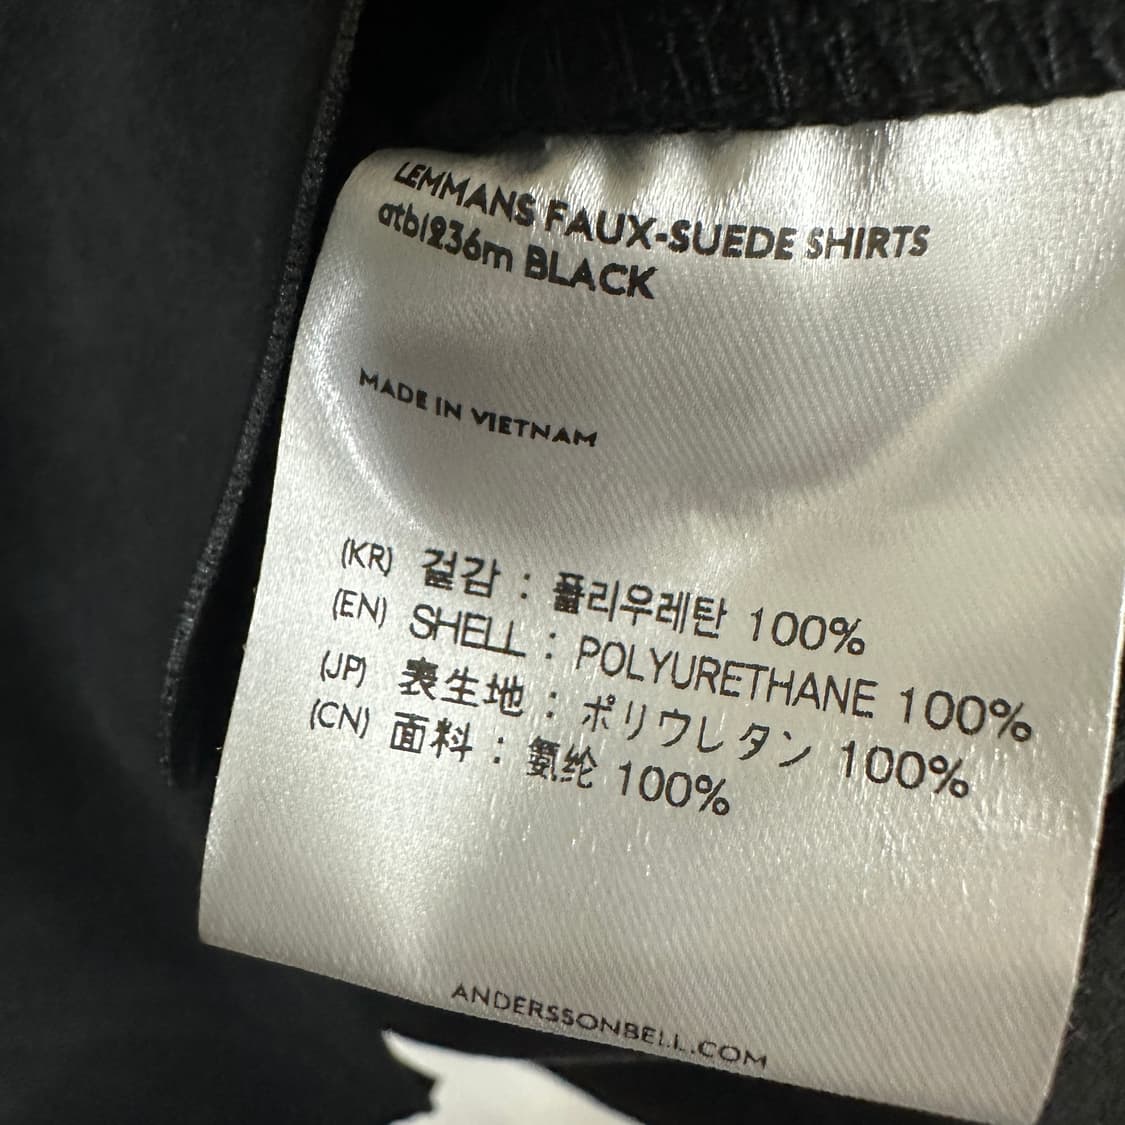 LEMMANS FAUX-SUEDE SHIRTS
atb1236m BLACK
MADE IN VIETNAM
(KR) 겉감 : 폴리우레탄 100%
(EN) SHELL : POLYURETHANE 100%
(JP) 表生地 : ポリウレタン 100%
(CN) 面料 : 氨纶 100%
ANDERSSONBELL.COM